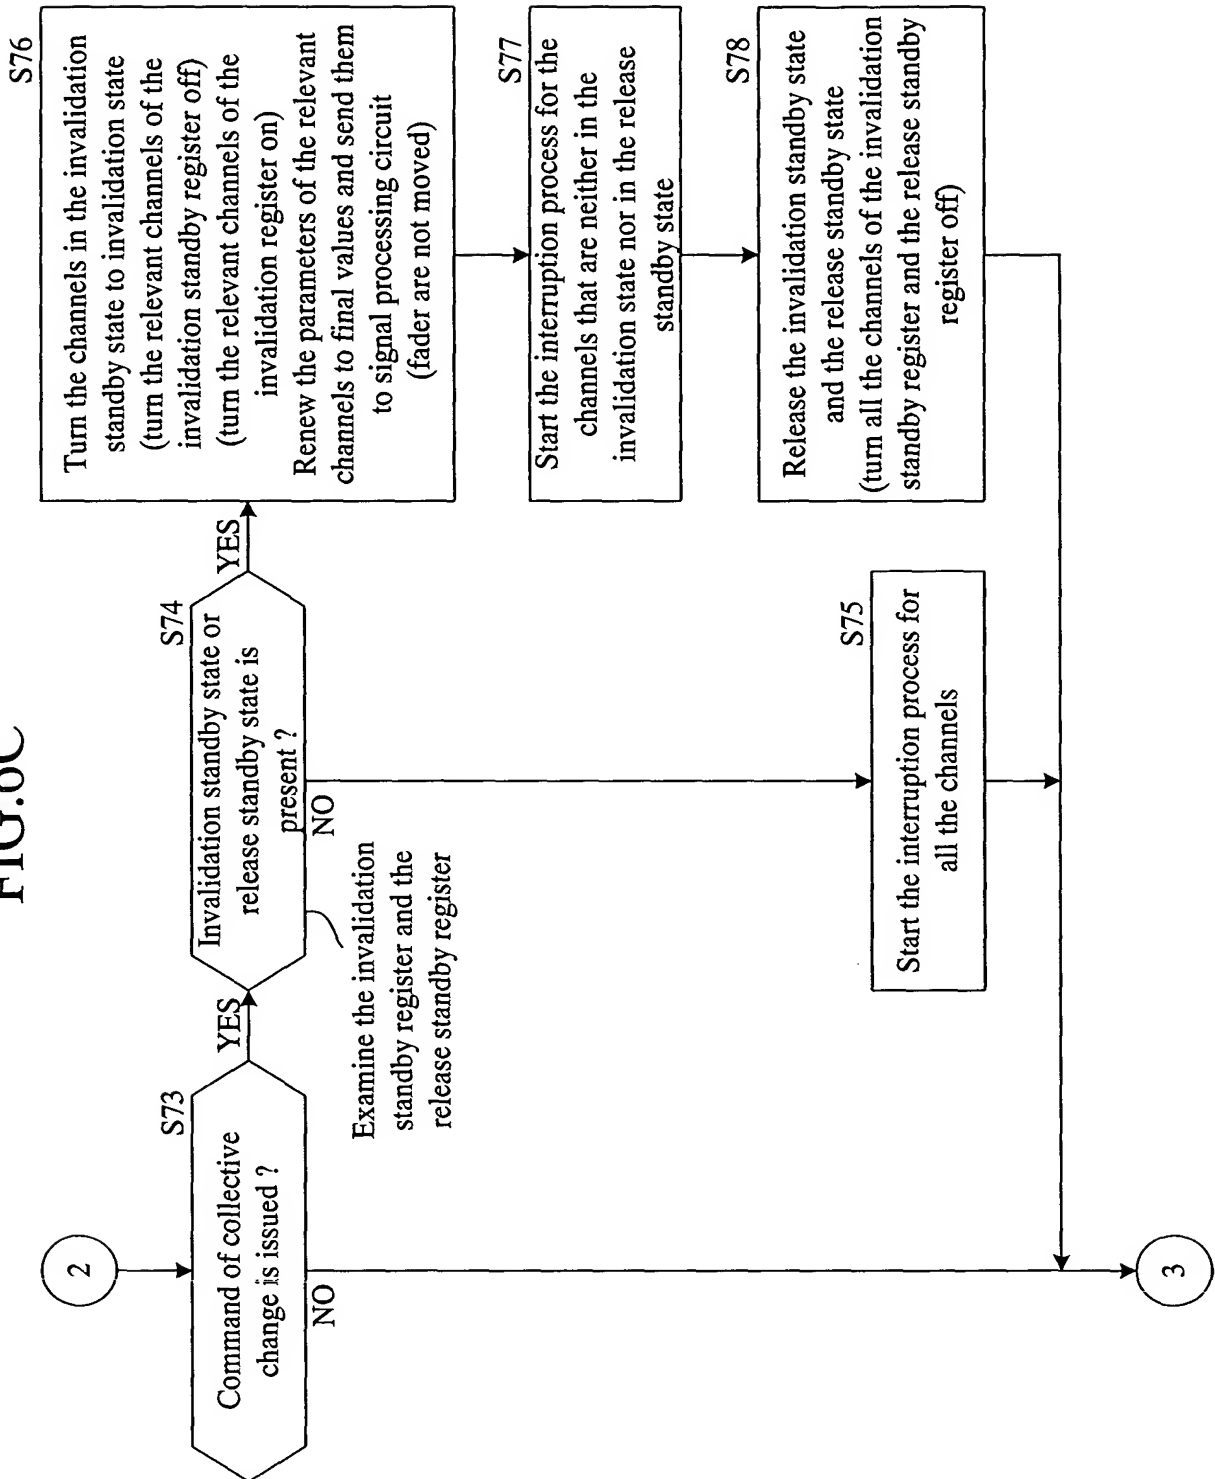 2
S73
Command of collective
change is issued ?
YES
NO
S74
Invalidation standby state or
release standby state is
present ?
YES
NO
Examine the invalidation
standby register and the
release standby register
S76
Turn the channels in the invalidation
standby state to invalidation state
(turn the relevant channels of the
invalidation standby register off)
(turn the relevant channels of the
invalidation register on)
Renew the parameters of the relevant
channels to final values and send them
to signal processing circuit
(fader are not moved)
S77
Start the interruption process for the
channels that are neither in the
invalidation state nor in the release
standby state
S75
Start the interruption process for
all the channels
S78
Release the invalidation standby state
and the release standby state
(turn all the channels of the invalidation
standby register and the release standby
register off)
3